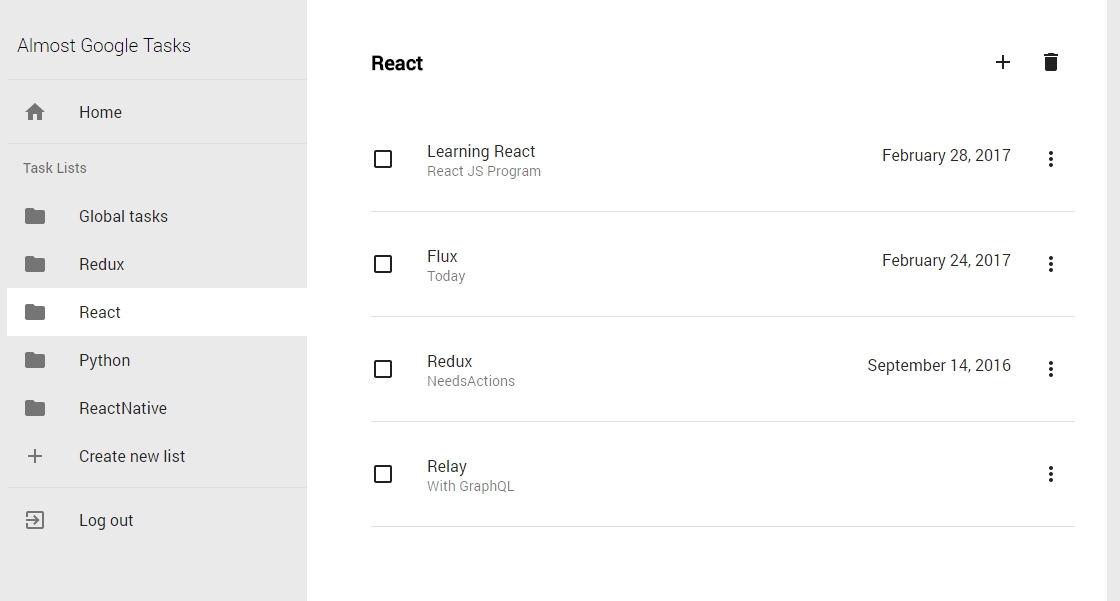 Almost Google Tasks
Home
Task Lists
Global tasks
Redux
React
Python
ReactNative
Create new list
Log out
React
Learning React
React JS Program
February 28, 2017
Flux
Today
February 24, 2017
Redux
NeedsActions
September 14, 2016
Relay
With GraphQL